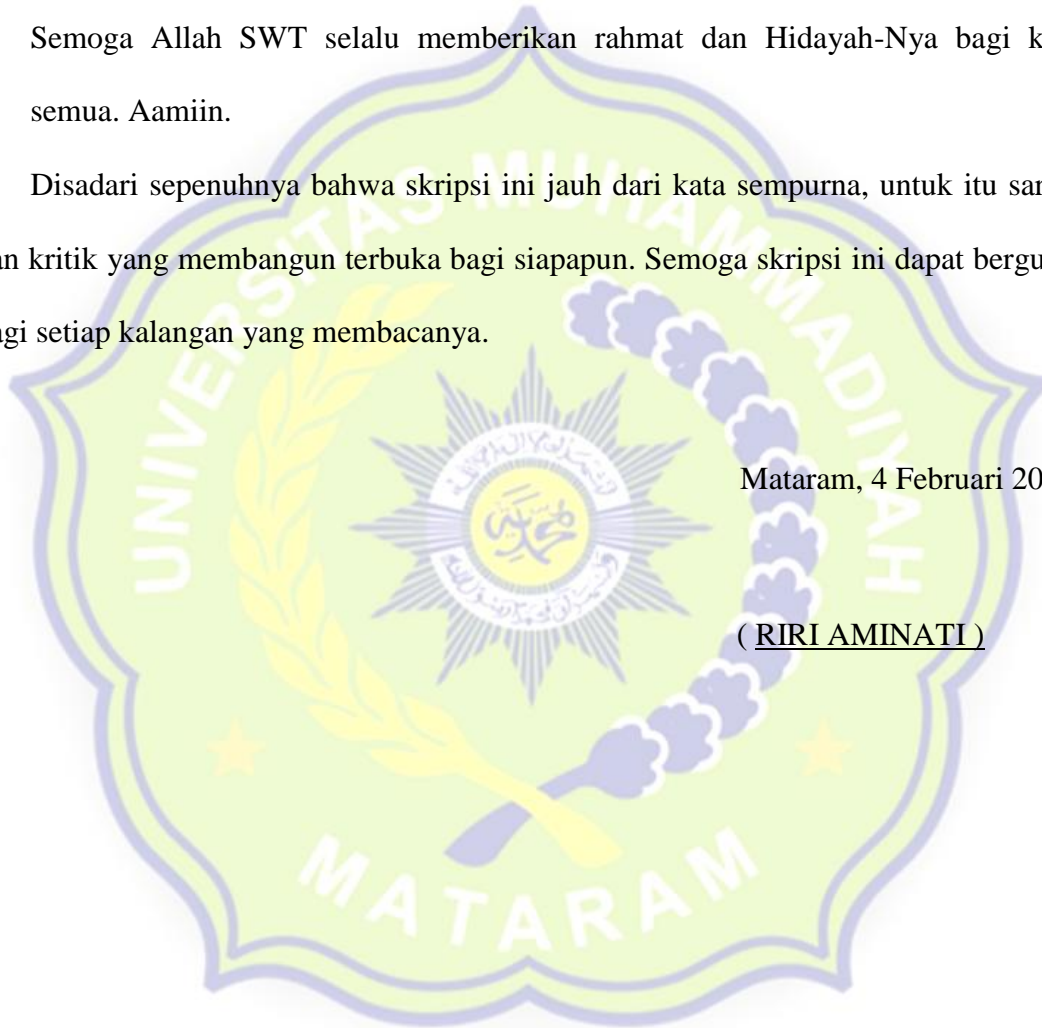 Semoga Allah SWT selalu memberikan rahmat dan Hidayah-Nya bagi k
semua. Aamiin.
Disadari sepenuhnya bahwa skripsi ini jauh dari kata sempurna, untuk itu sar
an kritik yang membangun terbuka bagi siapapun. Semoga skripsi ini dapat bergu
agi setiap kalangan yang membacanya.
Mataram, 4 Februari 20
( RIRI AMINATI )
UNIVERSITAS MUHAMMADIYAH
MATARAM